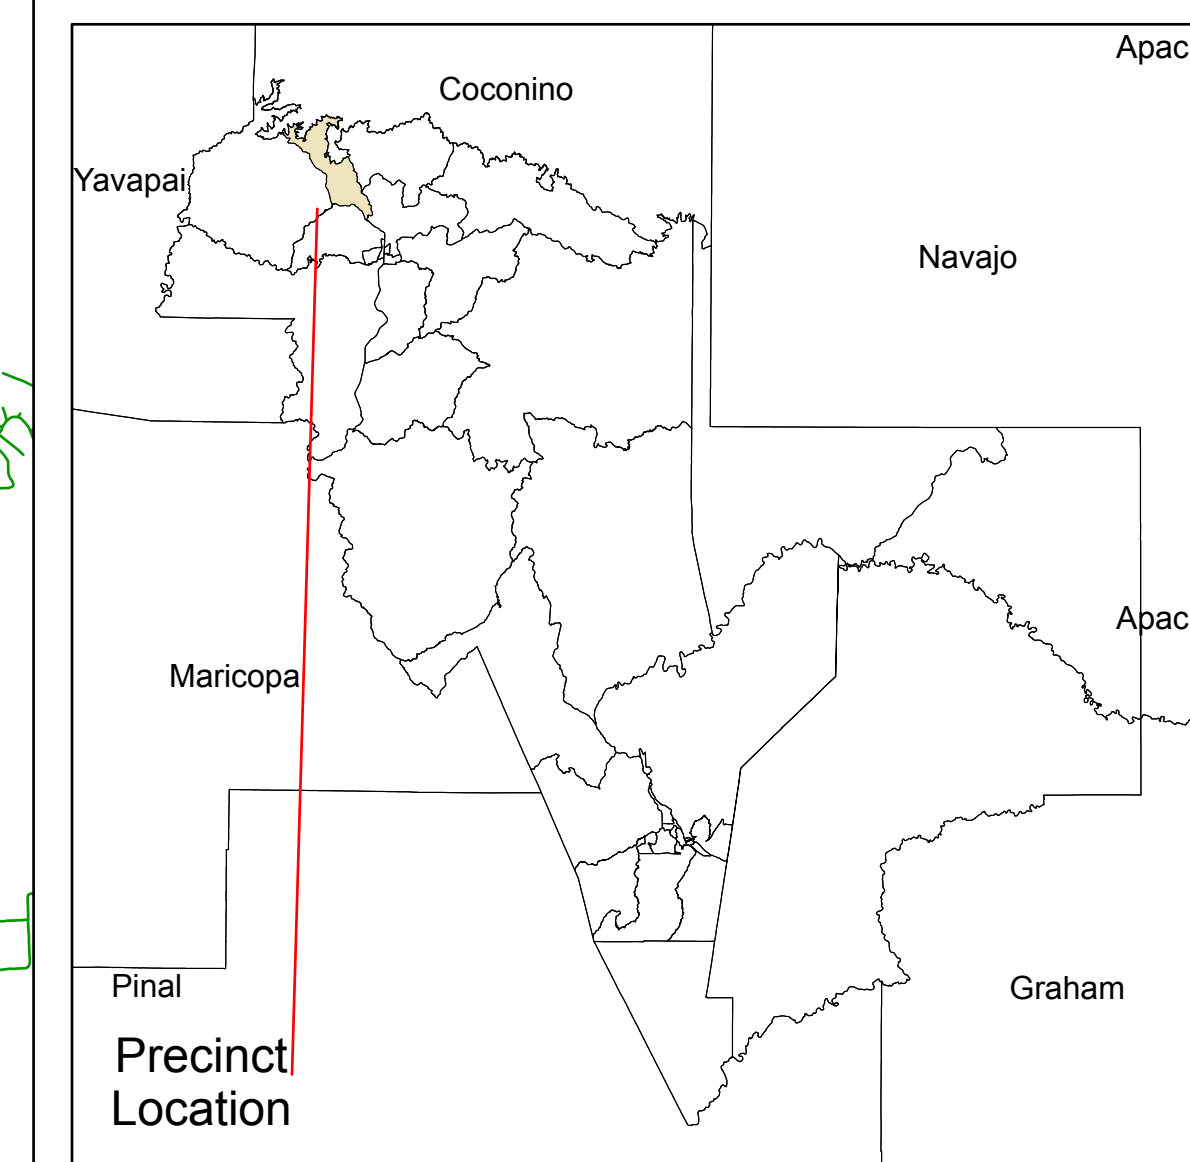 Apac
Coconino
Yavapai
Navajo
Apac
Maricopa
Pinal
Graham
Precinct
Location